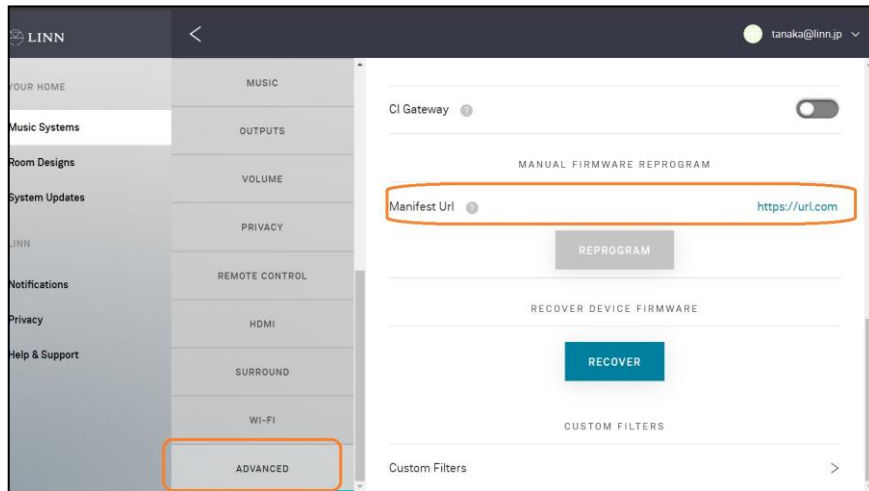 LINN
tanaka@linn.jp
YOUR HOME
Music Systems
Room Designs
System Updates
LINN
Notifications
Privacy
Help & Support
MUSIC
OUTPUTS
VOLUME
PRIVACY
REMOTE CONTROL
HDMI
SURROUND
WI-FI
ADVANCED
CI Gateway ?
MANUAL FIRMWARE REPROGRAM
Manifest Url ? https://url.com
REPROGRAM
RECOVER DEVICE FIRMWARE
RECOVER
CUSTOM FILTERS
Custom Filters